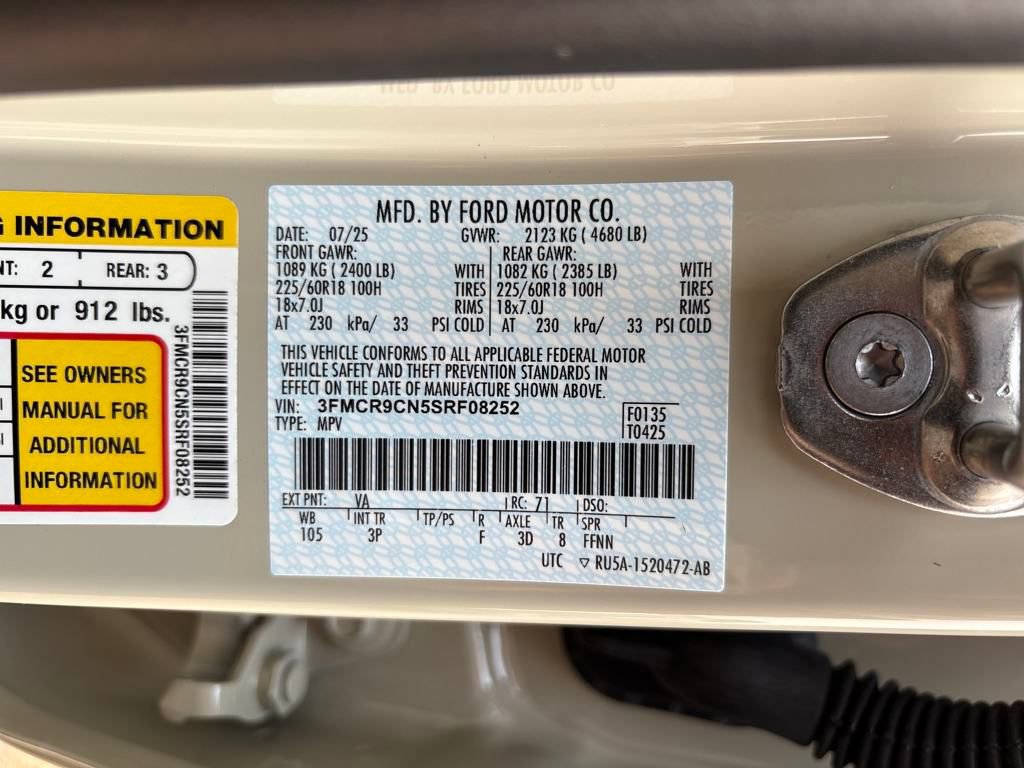 G INFORMATION
NT: 2 REAR: 3
kg or 912 lbs.
SEE OWNERS
MANUAL FOR
ADDITIONAL
INFORMATION
3FMCR9CN5SRF08252
MFD. BY FORD MOTOR CO.
DATE: 07/25 GVWR: 2123 KG ( 4680 LB)
FRONT GAWR: REAR GAWR:
1089 KG ( 2400 LB) WITH 1082 KG ( 2385 LB) WITH
225/60R18 100H TIRES 225/60R18 100H TIRES
18x7.0J RIMS 18x7.0J RIMS
AT 230 kPa/ 33 PSI COLD AT 230 kPa/ 33 PSI COLD
THIS VEHICLE CONFORMS TO ALL APPLICABLE FEDERAL MOTOR
VEHICLE SAFETY AND THEFT PREVENTION STANDARDS IN
EFFECT ON THE DATE OF MANUFACTURE SHOWN ABOVE.
VIN: 3FMCR9CN5SRF08252 F0135
TYPE: MPV T0425
EXT PNT: VA RC: 71 DSO:
WB INT TR TP/PS R AXLE TR SPR
105 3P F 3D 8 FFNN
UTC ▽ RU5A-1520472-AB